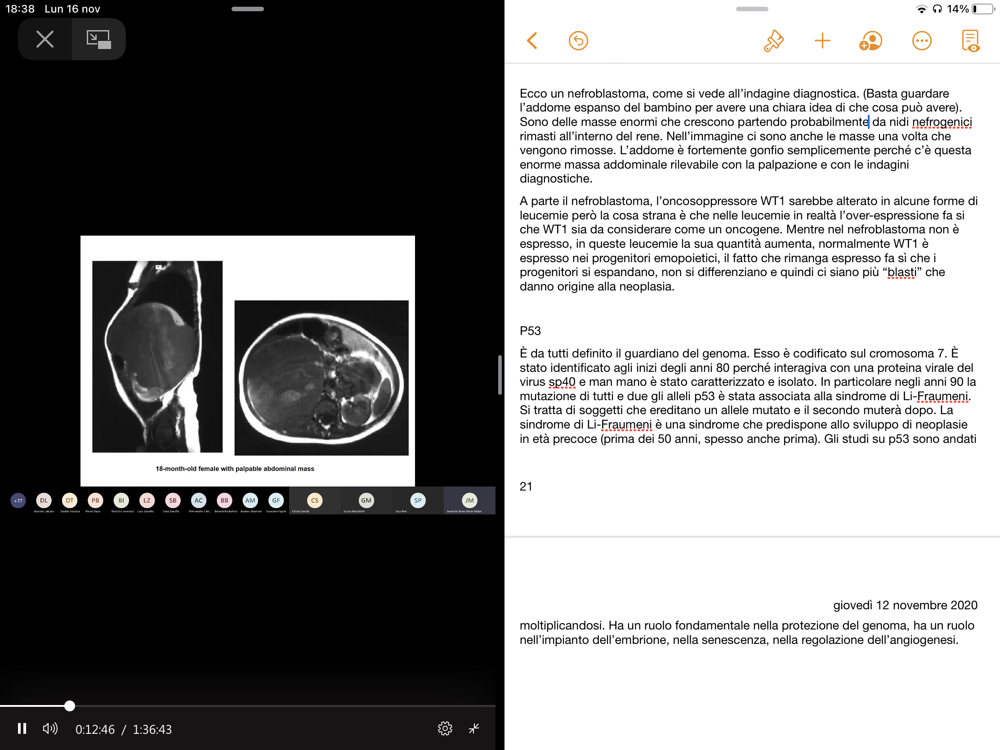 18:38 Lun 16 nov
14%
18-month-old female with palpable abdominal mass
+77 DL DT PB BI LZ SB AC BB AM GF CS GM SP JM
Daniela Lakuria Davide Trubbia Pietro Baso Beatrice Invernici Luca Zarrella Sara Baruffa Alessandro Cad... Benedetta Bottoli Andrea Manfron Giovanni Figini Chiara Secchi Giulia Mazzitelli Sara Peri Jeanette Anne Marie Maier
0:12:46 / 1:36:43
Ecco un nefroblastoma, come si vede all’indagine diagnostica. (Basta guardare
l’addome espanso del bambino per avere una chiara idea di che cosa può avere).
Sono delle masse enormi che crescono partendo probabilmente da nidi nefrogenici
rimasti all’interno del rene. Nell’immagine ci sono anche le masse una volta che
vengono rimosse. L’addome è fortemente gonfio semplicemente perché c’è questa
enorme massa addominale rilevabile con la palpazione e con le indagini
diagnostiche.
A parte il nefroblastoma, l’oncosoppressore WT1 sarebbe alterato in alcune forme di
leucemie però la cosa strana è che nelle leucemie in realtà l’over-espressione fa si
che WT1 sia da considerare come un oncogene. Mentre nel nefroblastoma non è
espresso, in queste leucemie la sua quantità aumenta, normalmente WT1 è
espresso nei progenitori emopoietici, il fatto che rimanga espresso fa sì che i
progenitori si espandano, non si differenziano e quindi ci siano più “blasti” che
danno origine alla neoplasia.
P53
È da tutti definito il guardiano del genoma. Esso è codificato sul cromosoma 7. È
stato identificato agli inizi degli anni 80 perché interagiva con una proteina virale del
virus sp40 e man mano è stato caratterizzato e isolato. In particolare negli anni 90 la
mutazione di tutti e due gli alleli p53 è stata associata alla sindrome di Li-Fraumeni.
Si tratta di soggetti che ereditano un allele mutato e il secondo muterà dopo. La
sindrome di Li-Fraumeni è una sindrome che predispone allo sviluppo di neoplasie
in età precoce (prima dei 50 anni, spesso anche prima). Gli studi su p53 sono andati
21
giovedì 12 novembre 2020
moltiplicandosi. Ha un ruolo fondamentale nella protezione del genoma, ha un ruolo
nell’impianto dell’embrione, nella senescenza, nella regolazione dell’angiogenesi.